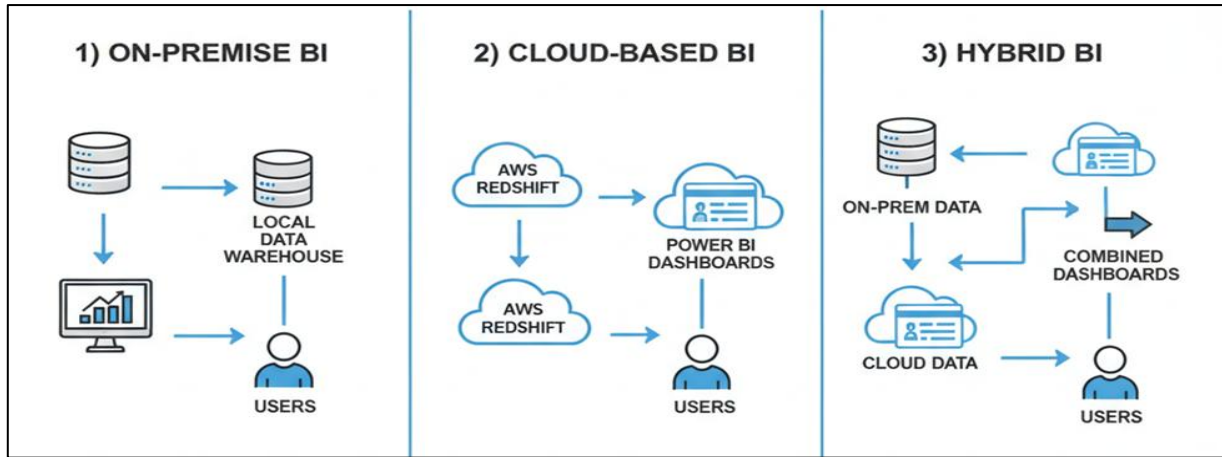 1) ON-PREMISE BI
LOCAL
DATA
WAREHOUSE
USERS
2) CLOUD-BASED BI
AWS
REDSHIFT
POWER BI
DASHBOARDS
AWS
REDSHIFT
USERS
3) HYBRID BI
ON-PREM DATA
COMBINED
DASHBOARDS
CLOUD DATA
USERS